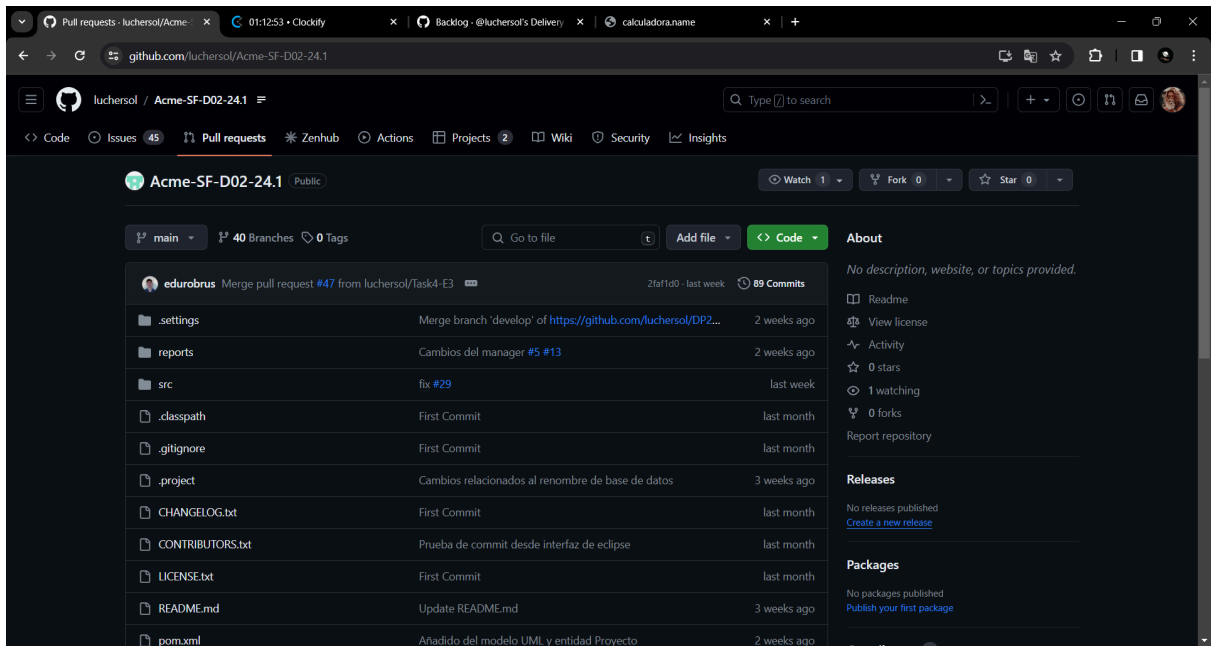 Pull requests · luchersol/Acme-S
01:12:53 • Clockify
Backlog · @luchersol's Delivery
calculadora.name
github.com/luchersol/Acme-SF-D02-24.1
luchersol / Acme-SF-D02-24.1
Type / to search
Code
Issues 45
Pull requests
Zenhub
Actions
Projects 2
Wiki
Security
Insights
Acme-SF-D02-24.1 Public
Watch 1
Fork 0
Star 0
main
40 Branches
0 Tags
Go to file t
Add file
<> Code
edurobrus Merge pull request #47 from luchersol/Task4-E3
2faf1d0 · last week
89 Commits
.settings Merge branch 'develop' of https://github.com/luchersol/DP2... 2 weeks ago
reports Cambios del manager #5 #13 2 weeks ago
src fix #29 last week
.classpath First Commit last month
.gitignore First Commit last month
.project Cambios relacionados al renombre de base de datos 3 weeks ago
CHANGELOG.txt First Commit last month
CONTRIBUTORS.txt Prueba de commit desde interfaz de eclipse last month
LICENSE.txt First Commit last month
README.md Update README.md 3 weeks ago
pom.xml Añadido del modelo UML y entidad Proyecto 2 weeks ago
About
No description, website, or topics provided.
Readme
View license
Activity
0 stars
1 watching
0 forks
Report repository
Releases
No releases published
Create a new release
Packages
No packages published
Publish your first package